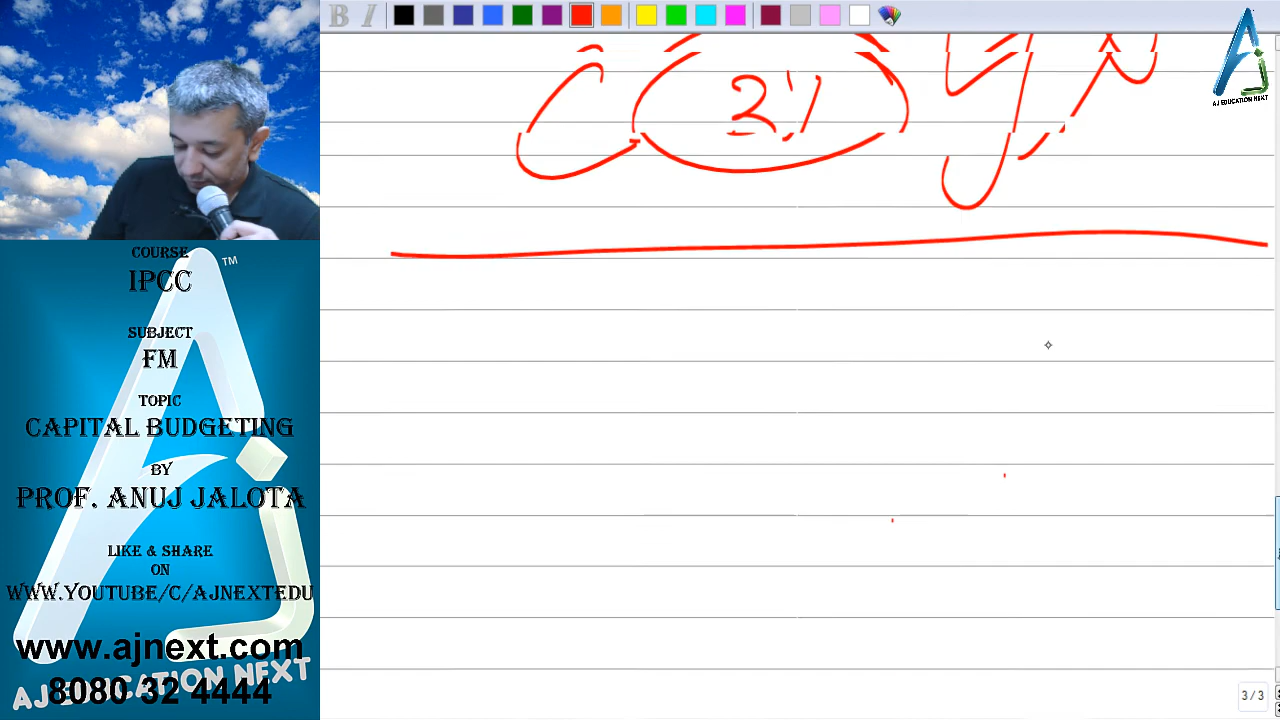 B I
AJ EDUCATION NEXT
COURSE
IPCC
SUBJECT
FM
TOPIC
CAPITAL BUDGETING
BY
PROF. ANUJ JALOTA
LIKE & SHARE
ON
WWW.YOUTUBE/C/AJNEXTEDU
www.ajnext.com
8080 32 4444
AJ EDUCATION NEXT
TM
3/3